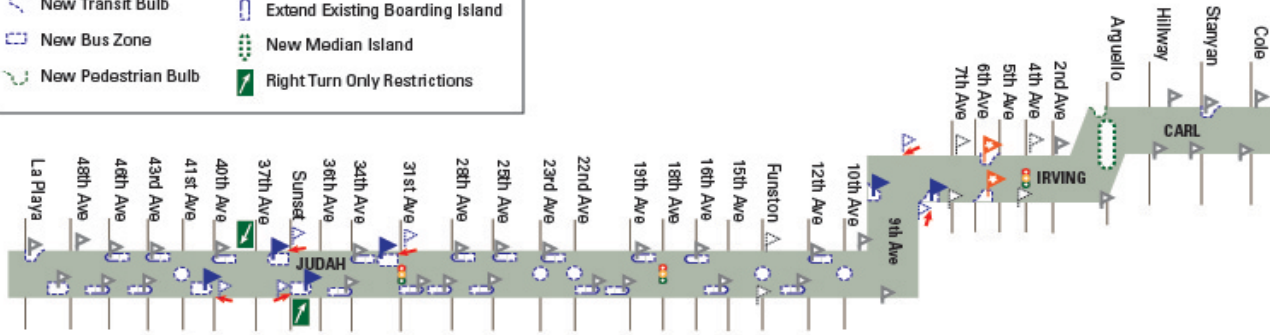 New Transit Bulb
New Bus Zone
New Pedestrian Bulb
Extend Existing Boarding Island
New Median Island
Right Turn Only Restrictions
La Playa
48th Ave
46th Ave
43rd Ave
41st Ave
40th Ave
37th Ave
Sunset
36th Ave
34th Ave
31st Ave
28th Ave
25th Ave
23rd Ave
22nd Ave
19th Ave
18th Ave
16th Ave
15th Ave
Funston
12th Ave
10th Ave
9th Ave
7th Ave
6th Ave
5th Ave
4th Ave
2nd Ave
Arguello
Hillway
Stanyan
Cole
JUDAH
IRVING
CARL